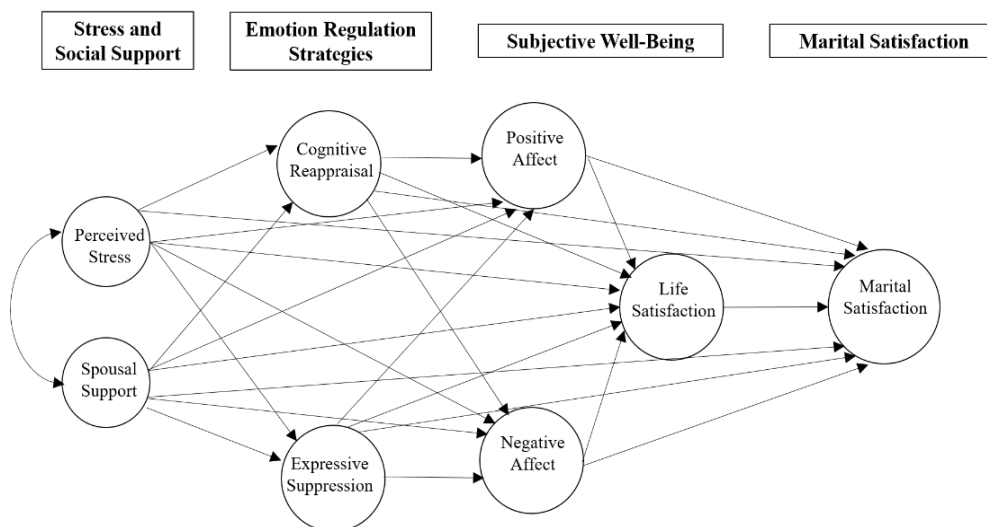 Stress and
Social Support
Emotion Regulation
Strategies
Subjective Well-Being
Marital Satisfaction
Cognitive
Reappraisal
Positive
Affect
Perceived
Stress
Life
Satisfaction
Marital
Satisfaction
Spousal
Support
Expressive
Suppression
Negative
Affect